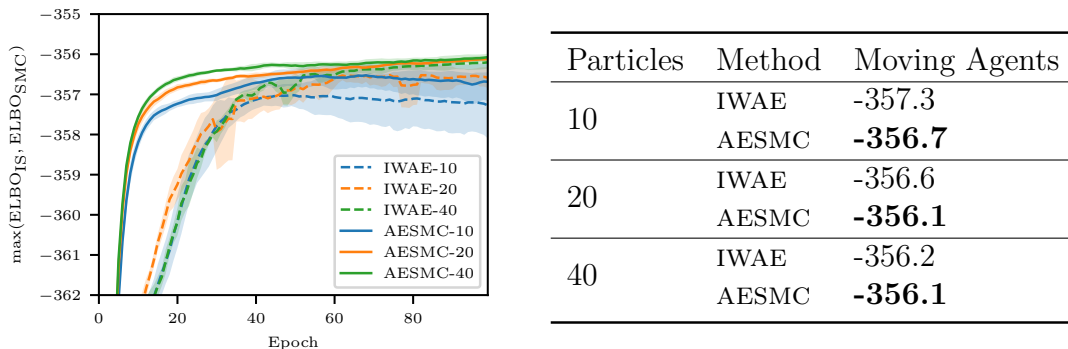 max(ELBO_IS, ELBO_SMC)
−355
−356
−357
−358
−359
−360
−361
−362
0
20
40
60
80
Epoch
IWAE-10
IWAE-20
IWAE-40
AESMC-10
AESMC-20
AESMC-40
Particles Method Moving Agents
10 IWAE -357.3
AESMC -356.7
20 IWAE -356.6
AESMC -356.1
40 IWAE -356.2
AESMC -356.1